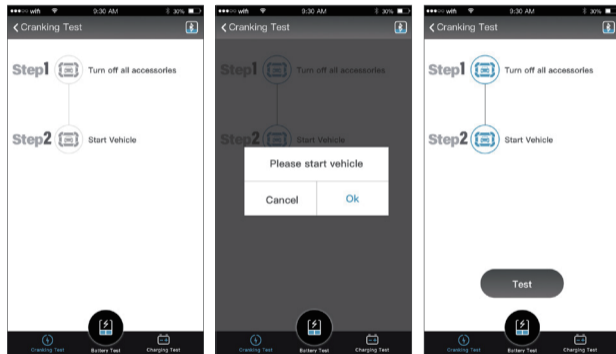 wifi 9:30 AM 30%
Cranking Test
Step1 Turn off all accessories
Step2 Start Vehicle
Cranking Test Battery Test Charging Test
wifi 9:30 AM 30%
Cranking Test
Step1 Turn off all accessories
Step2 Start Vehicle
Please start vehicle
Cancel Ok
Cranking Test Battery Test Charging Test
wifi 9:30 AM 30%
Cranking Test
Step1 Turn off all accessories
Step2 Start Vehicle
Test
Cranking Test Battery Test Charging Test